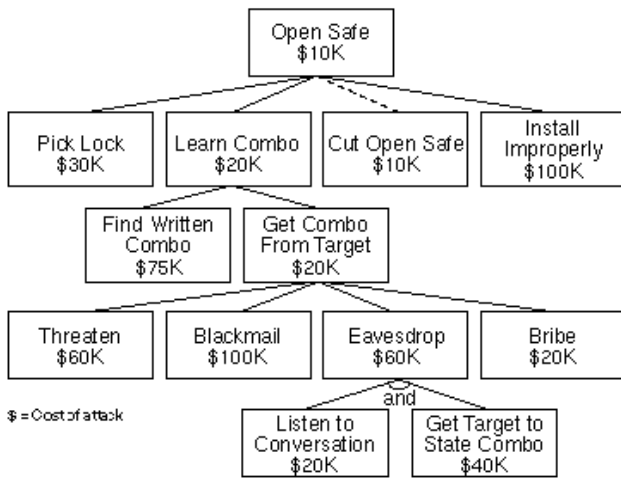 Open Safe
$10K
Pick Lock
$30K
Learn Combo
$20K
Cut Open Safe
$10K
Install
Improperly
$100K
Find Written
Combo
$75K
Get Combo
From Target
$20K
Threaten
$60K
Blackmail
$100K
Eavesdrop
$60K
Bribe
$20K
and
$ = Cost of attack
Listen to
Conversation
$20K
Get Target to
State Combo
$40K